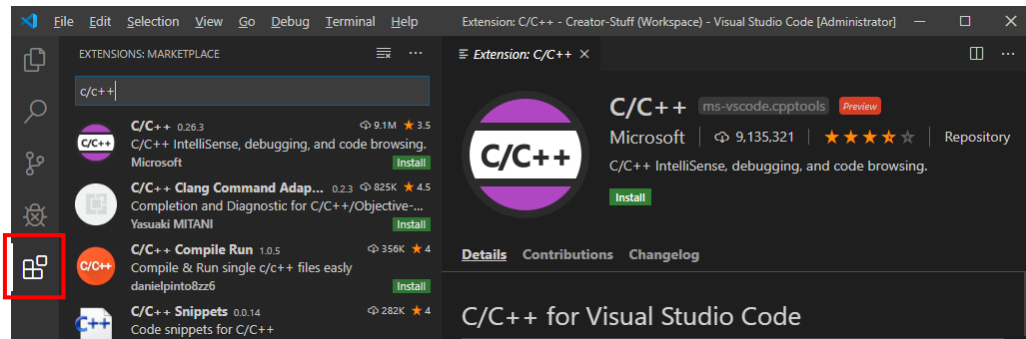 File Edit Selection View Go Debug Terminal Help Extension: C/C++ - Creator-Stuff (Workspace) - Visual Studio Code [Administrator]
EXTENSIONS: MARKETPLACE
c/c++
C/C++ 0.26.3 9.1M ★ 3.5
C/C++
C/C++ IntelliSense, debugging, and code browsing.
Microsoft Install
C/C++ Clang Command Adap... 0.2.3 825K ★ 4.5
Completion and Diagnostic for C/C++/Objective-...
Yasuaki MITANI Install
C/C++ Compile Run 1.0.5 356K ★ 4
C/C++
Compile & Run single c/c++ files easly
danielpinto8zz6 Install
C/C++ Snippets 0.0.14 282K ★ 4
C++
Code snippets for C/C++
Extension: C/C++ ×
C/C++
C/C++ ms-vscode.cpptools Preview
Microsoft | 9,135,321 | ★★★★☆ | Repository
C/C++ IntelliSense, debugging, and code browsing.
Install
Details Contributions Changelog
C/C++ for Visual Studio Code